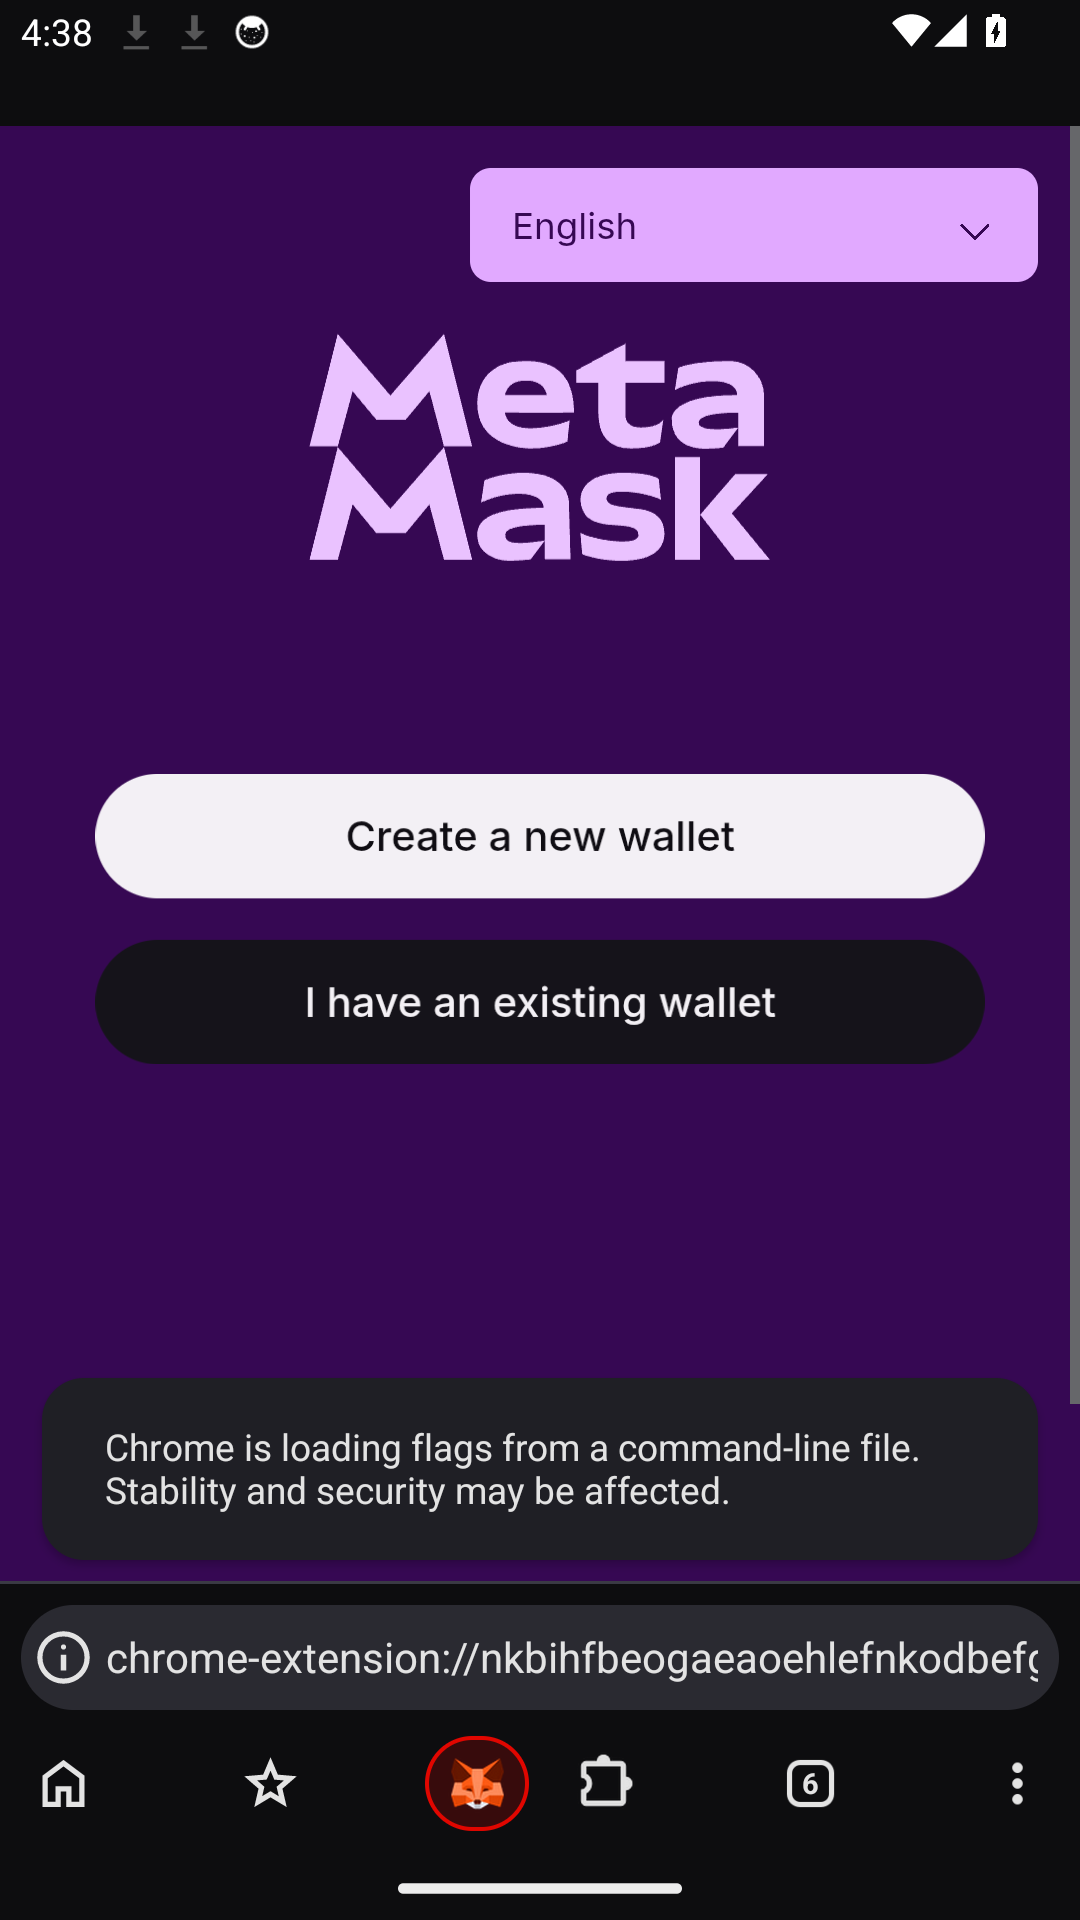 4:38
English
Meta
Mask
Create a new wallet
I have an existing wallet
Chrome is loading flags from a command-line file.
Stability and security may be affected.
chrome-extension://nkbihfbeogaeaoehlefnkodbefg
6